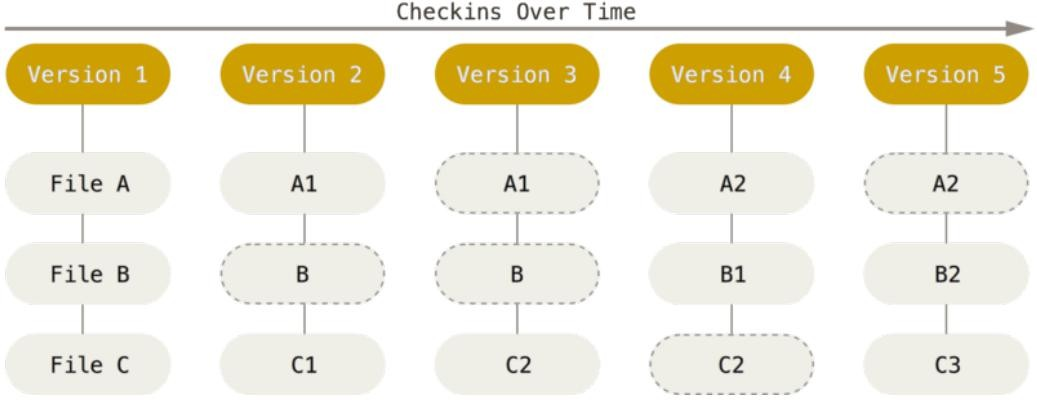 Checkins Over Time
Version 1 Version 2 Version 3 Version 4 Version 5
File A A1 A1 A2 A2
File B B B B1 B2
File C C1 C2 C2 C3